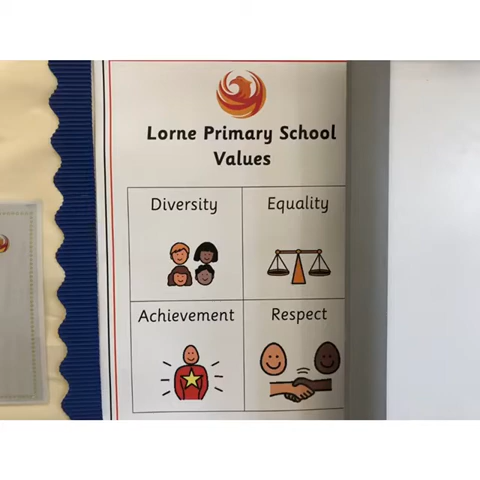 Lorne Primary School
Values
Diversity
Equality
Achievement
Respect